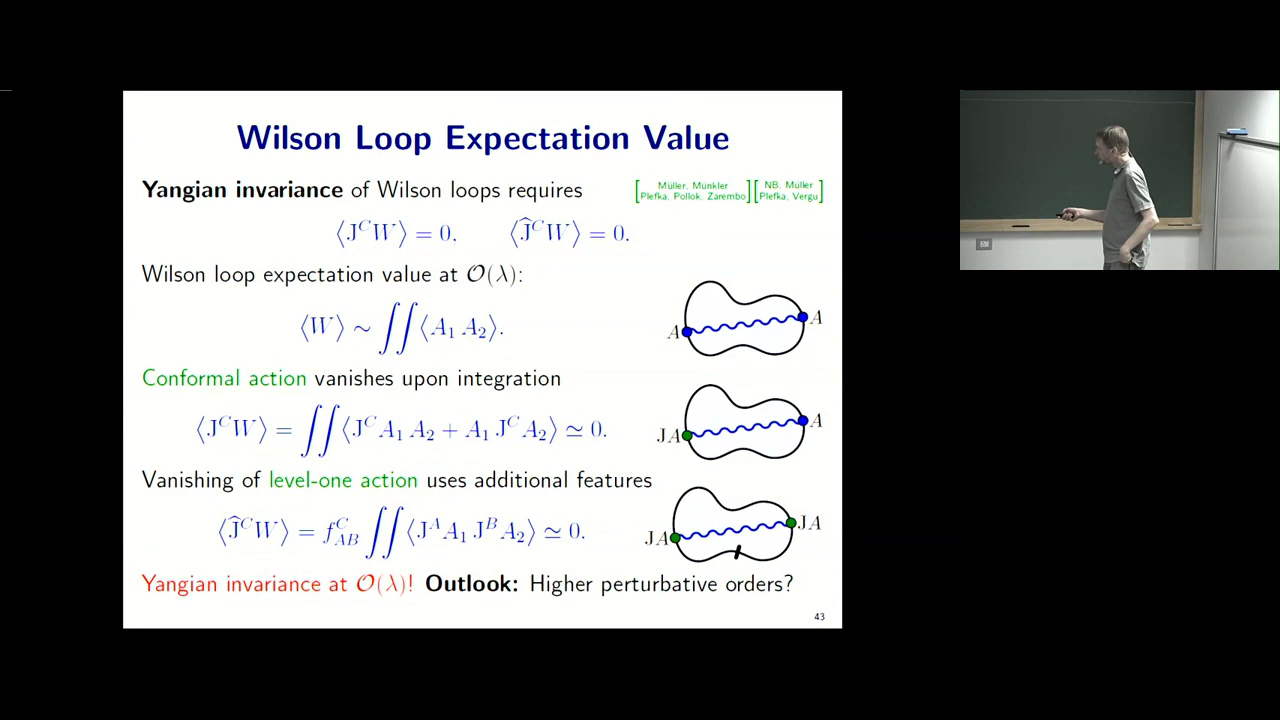 Wilson Loop Expectation Value
Yangian invariance of Wilson loops requires
[Müller, Münkler Plefka, Pollok, Zarembo] [NB, Müller Plefka, Vergu]
⟨J^C W⟩ = 0. ⟨Ĵ^C W⟩ = 0.
Wilson loop expectation value at O(λ):
⟨W⟩ ∼ ∬⟨A_1 A_2⟩.
A A
Conformal action vanishes upon integration
⟨J^C W⟩ = ∬⟨J^C A_1 A_2 + A_1 J^C A_2⟩ ≃ 0.
JA A
Vanishing of level-one action uses additional features
⟨Ĵ^C W⟩ = f^C_{AB} ∬⟨J^A A_1 J^B A_2⟩ ≃ 0.
JA JA
Yangian invariance at O(λ)! Outlook: Higher perturbative orders?
43